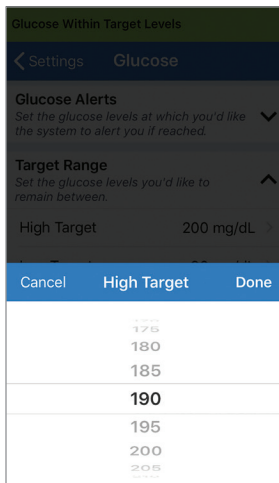 Glucose Within Target Levels
Settings Glucose
Glucose Alerts
Set the glucose levels at which you'd like
the system to alert you if reached.
Target Range
Set the glucose levels you'd like to
remain between.
High Target 200 mg/dL
Cancel High Target Done
175
180
185
190
195
200
205